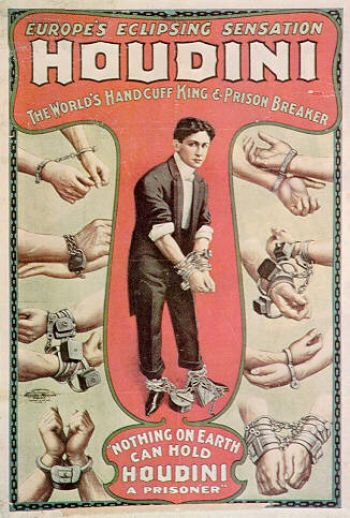 EUROPE'S ECLIPSING SENSATION
HOUDINI
THE WORLD'S HANDCUFF KING & PRISON BREAKER
"NOTHING ON EARTH
CAN HOLD
HOUDINI
A PRISONER"